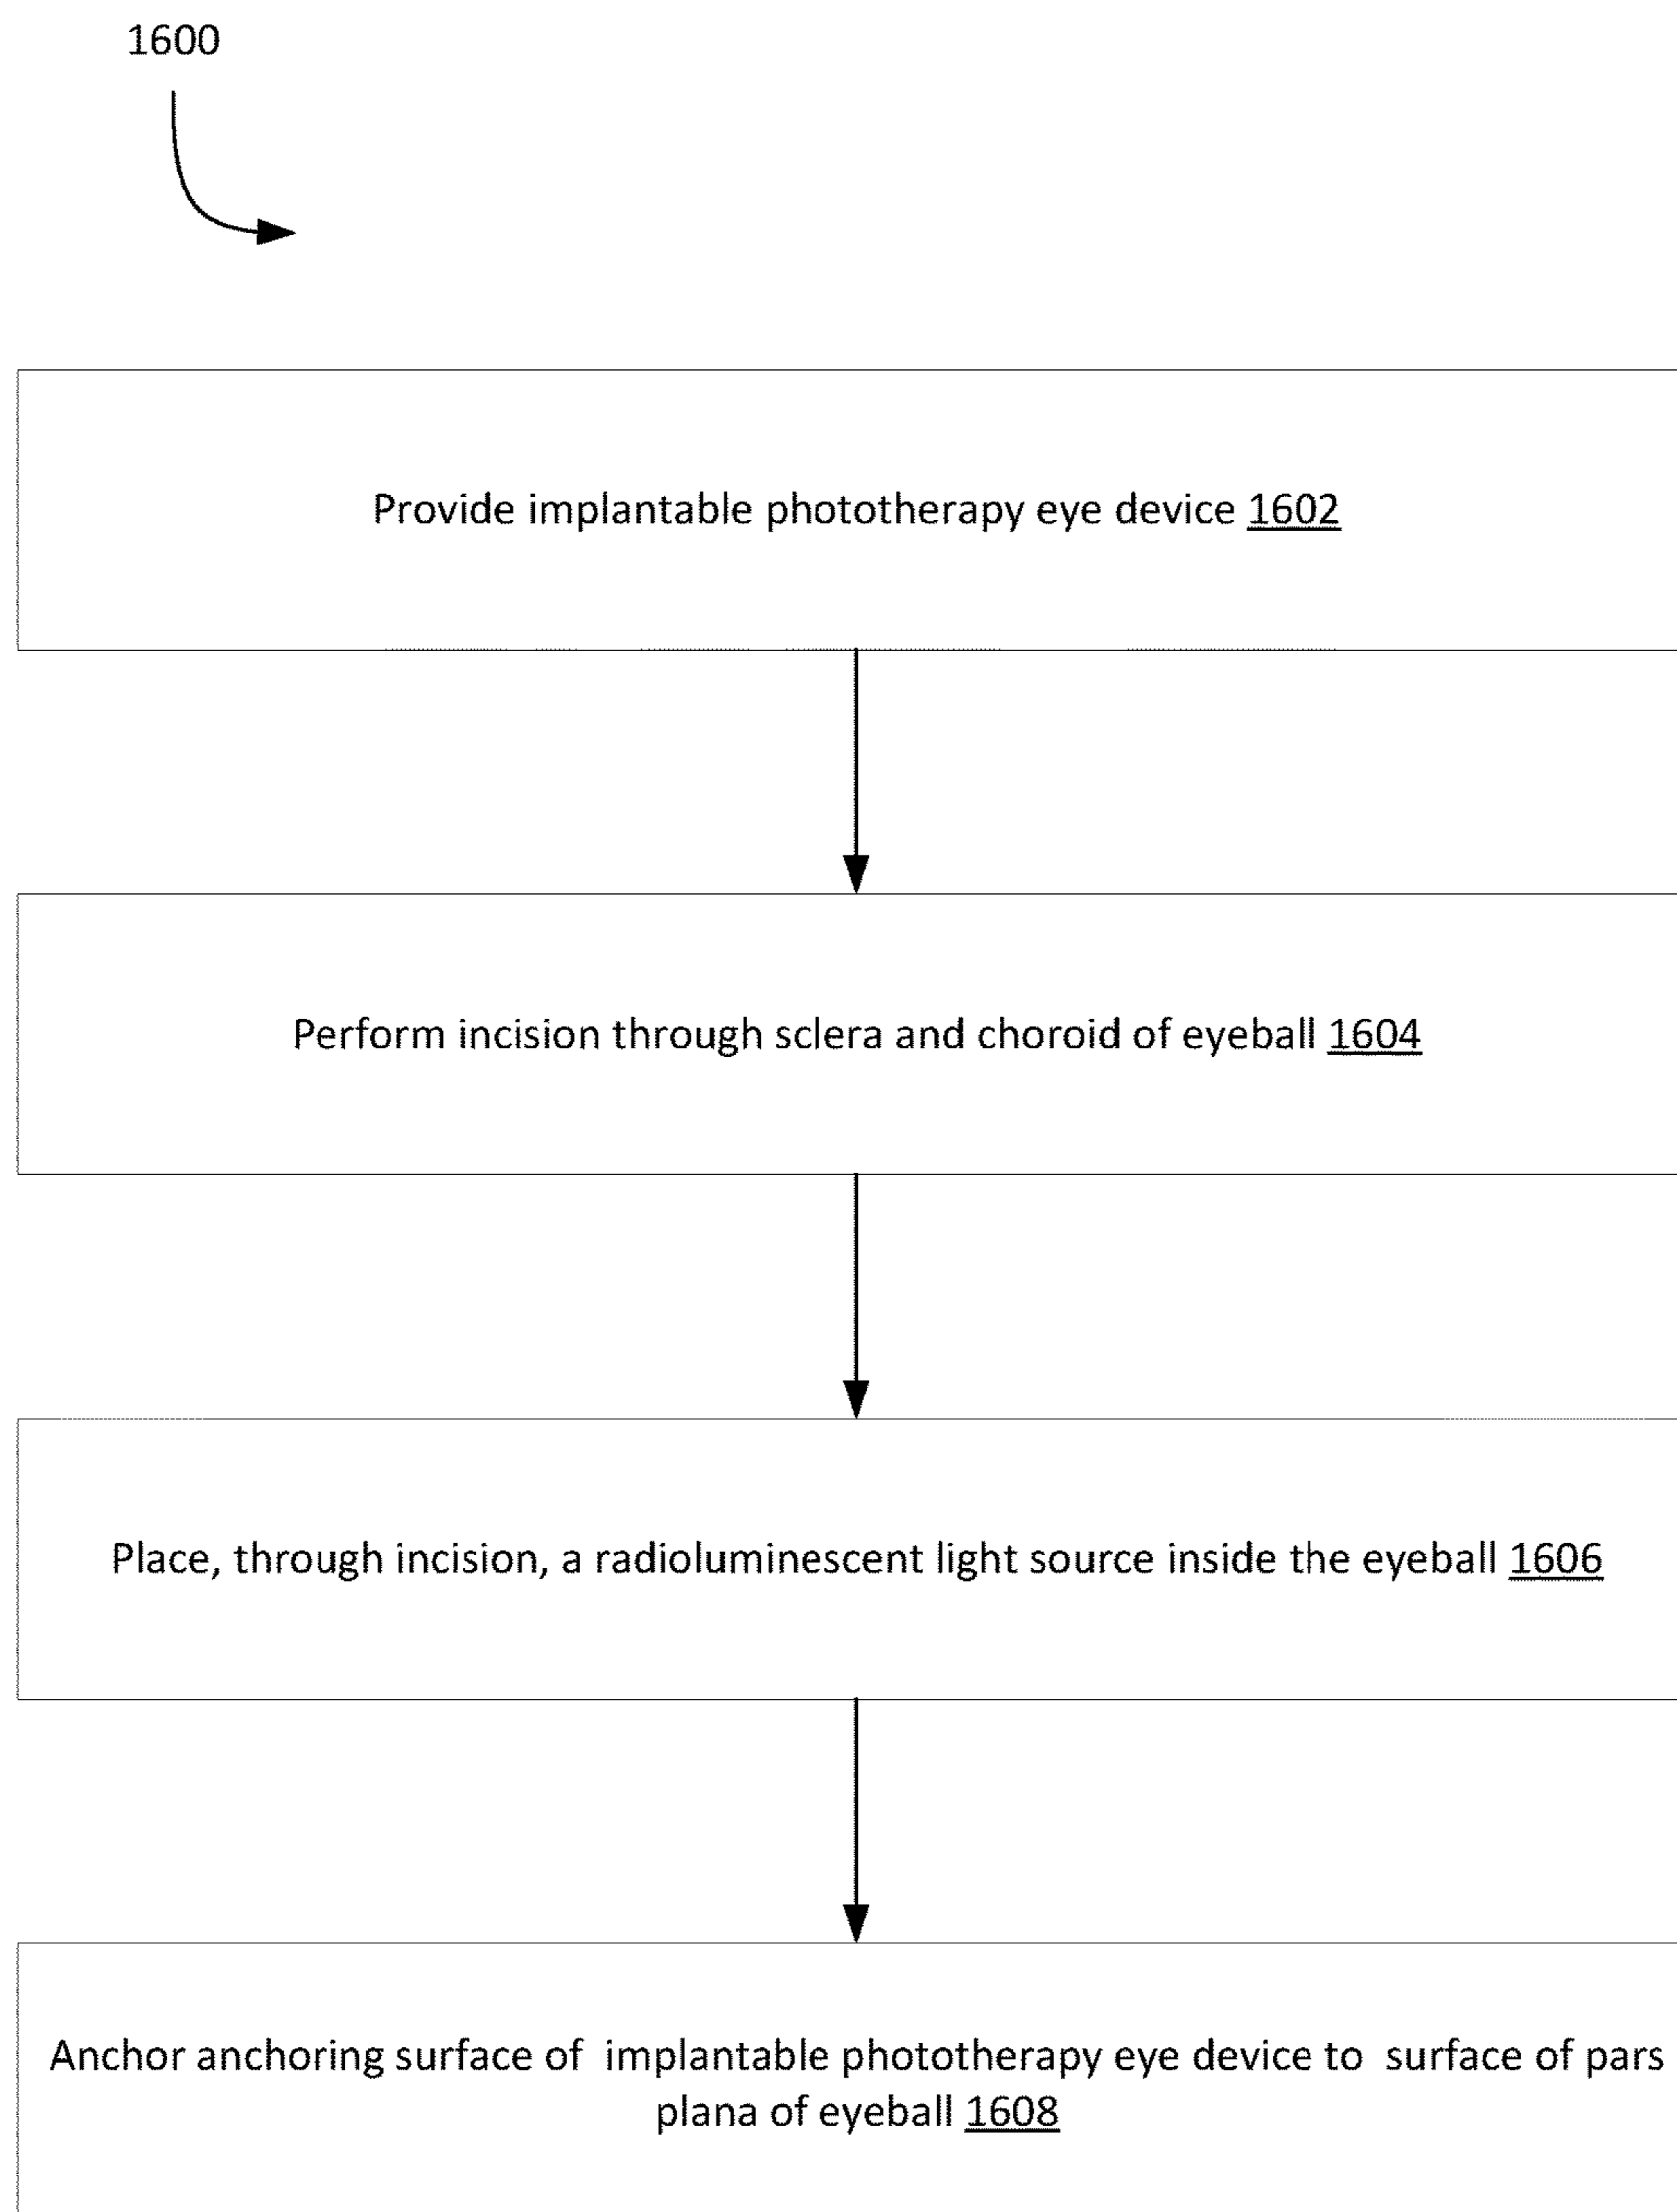 1600
Provide implantable phototherapy eye device 1602
Perform incision through sclera and choroid of eyeball 1604
Place, through incision, a radioluminescent light source inside the eyeball 1606
Anchor anchoring surface of implantable phototherapy eye device to surface of pars
plana of eyeball 1608